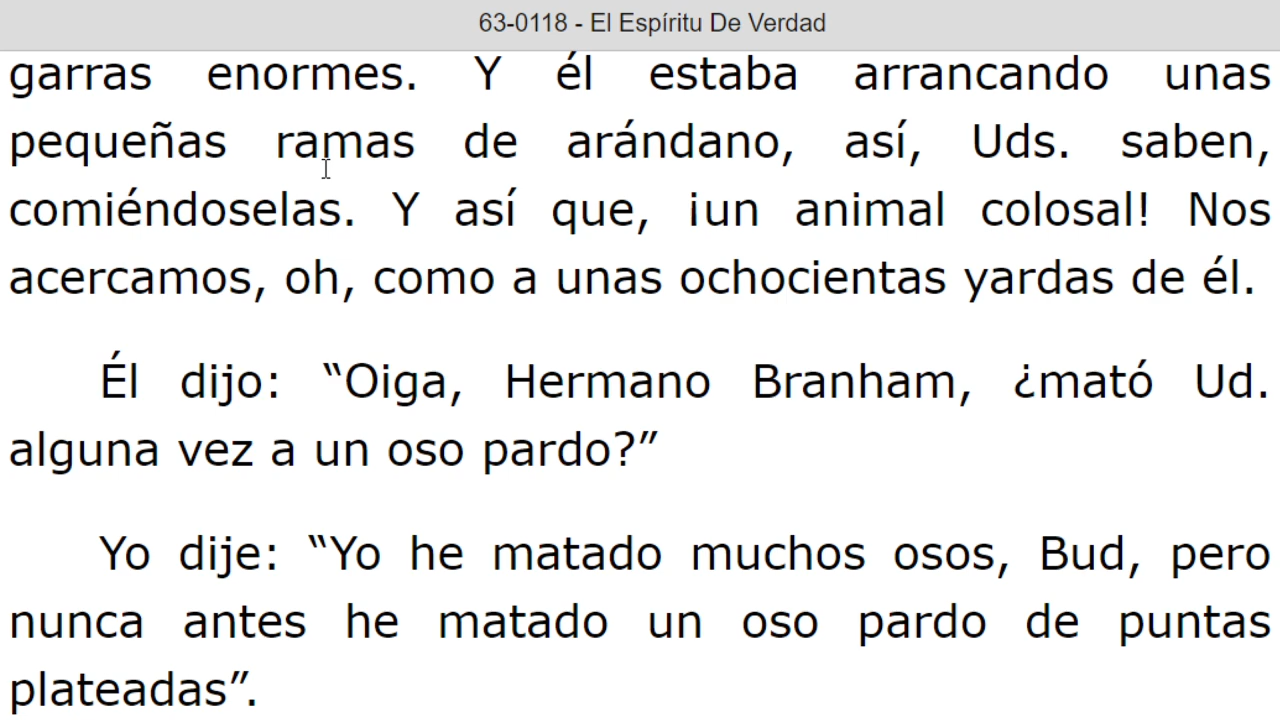 63-0118 - El Espíritu De Verdad
garras enormes. Y él estaba arrancando unas
pequeñas ramas de arándano, así, Uds. saben,
comiéndoselas. Y así que, ¡un animal colosal! Nos
acercamos, oh, como a unas ochocientas yardas de él.
Él dijo: “Oiga, Hermano Branham, ¿mató Ud.
alguna vez a un oso pardo?”
Yo dije: “Yo he matado muchos osos, Bud, pero
nunca antes he matado un oso pardo de puntas
plateadas”.